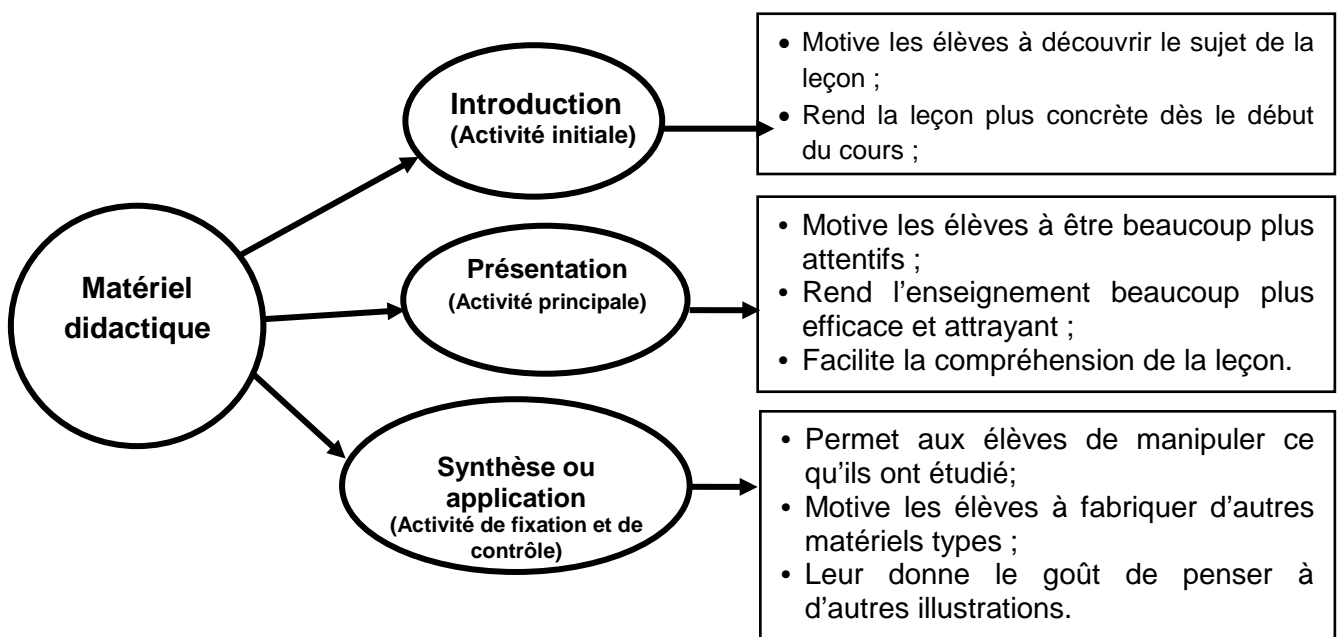 Matériel
didactique
Introduction
(Activité initiale)
• Motive les élèves à découvrir le sujet de la
leçon ;
• Rend la leçon plus concrète dès le début
du cours ;
Présentation
(Activité principale)
• Motive les élèves à être beaucoup plus
attentifs ;
• Rend l’enseignement beaucoup plus
efficace et attrayant ;
• Facilite la compréhension de la leçon.
Synthèse ou
application
(Activité de fixation et de
contrôle)
• Permet aux élèves de manipuler ce
qu’ils ont étudié;
• Motive les élèves à fabriquer d’autres
matériels types ;
• Leur donne le goût de penser à
d’autres illustrations.